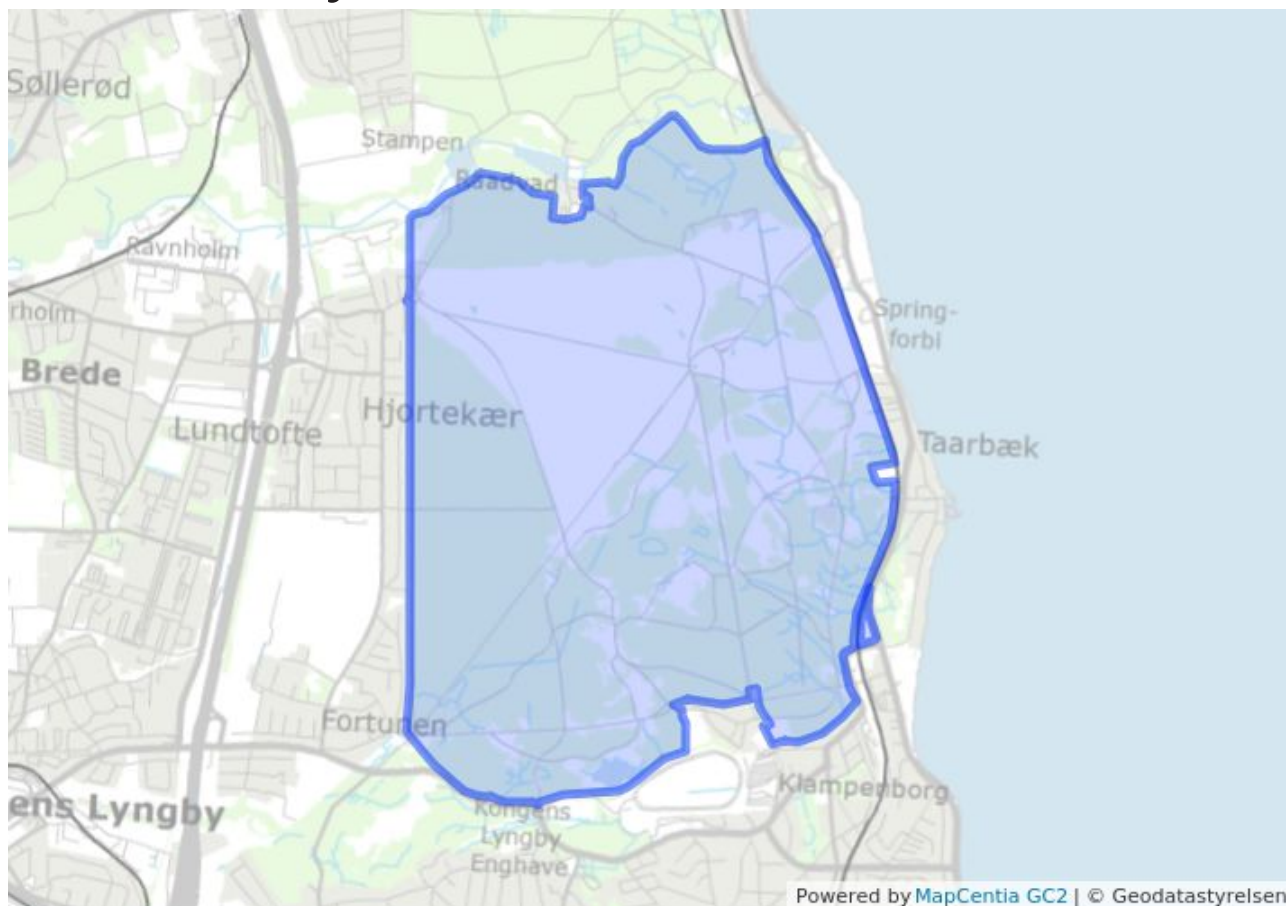 Søllerød
Stampen
Raadvad
Ravnholm
rholm
Spring-
forbi
Brede
Hjortekær
Lundtofte
Taarbæk
Fortunen
Klampenborg
ens Lyngby
Kongens
Lyngby
Enghave
Powered by MapCentia GC2 | © Geodatastyrelsen